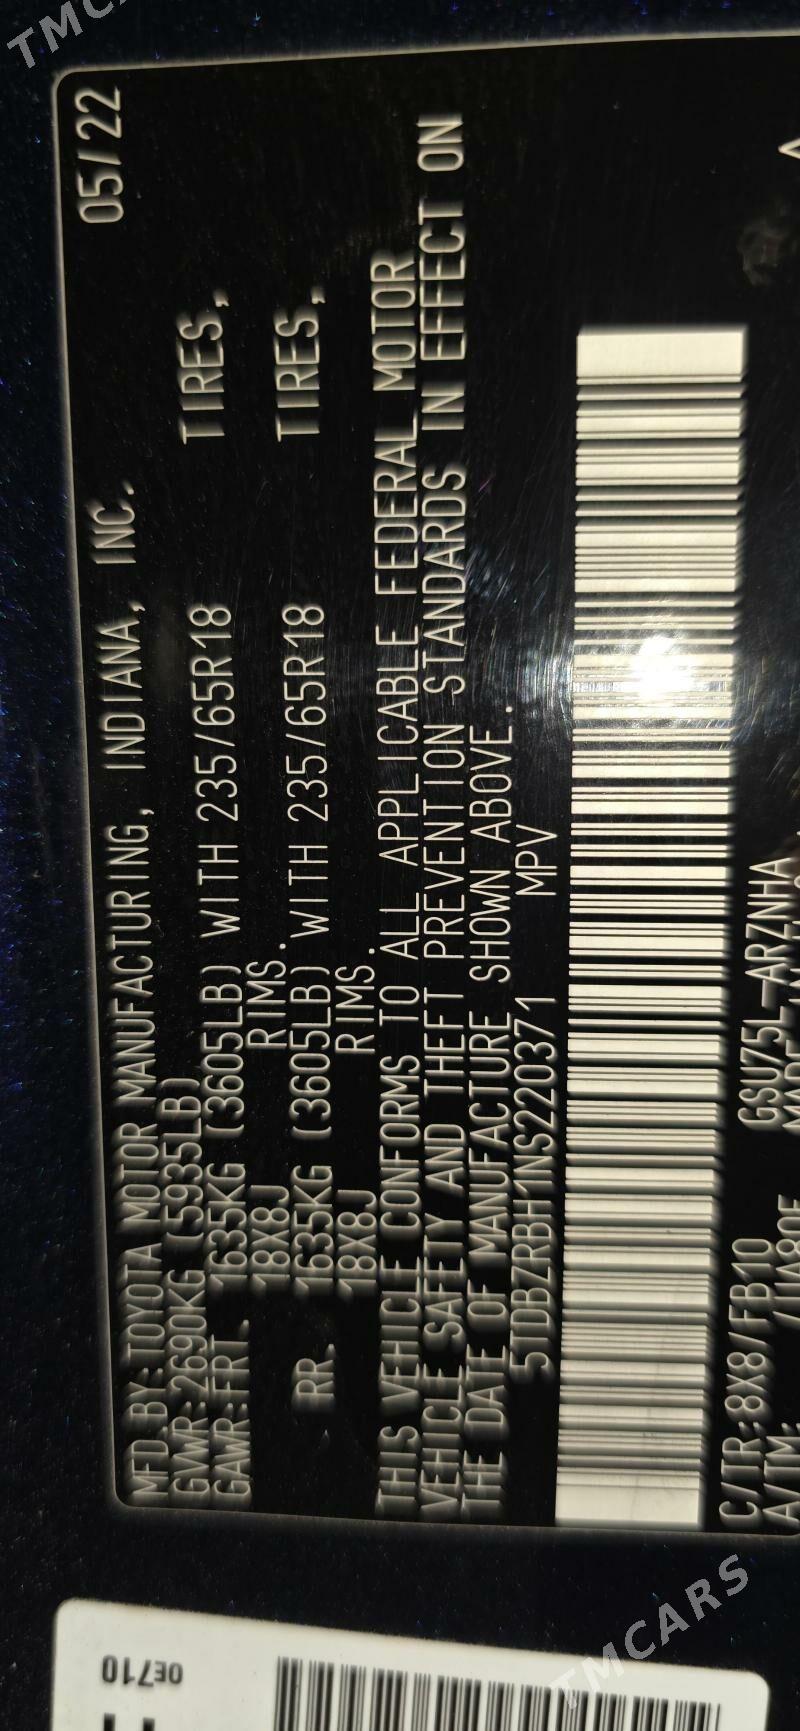 MFD.BY:TOYOTA MOTOR MANUFACTURING, INDIANA, INC. 05/22
GVWR:2690KG (5935LB)
GAWR:FRT. 1635KG (3605LB) WITH 235/65R18 TIRES,
18X8J RIMS.
RR. 1635KG (3605LB) WITH 235/65R18 TIRES,
18X8J RIMS.
THIS VEHICLE CONFORMS TO ALL APPLICABLE FEDERAL MOTOR
VEHICLE SAFETY AND THEFT PREVENTION STANDARDS IN EFFECT ON
THE DATE OF MANUFACTURE SHOWN ABOVE.
5TDBZRBH1NS220371 MPV
C/TR:8X8/FB10 GSU75L-ARZNHA
A/TM:
0E710
TMCARS